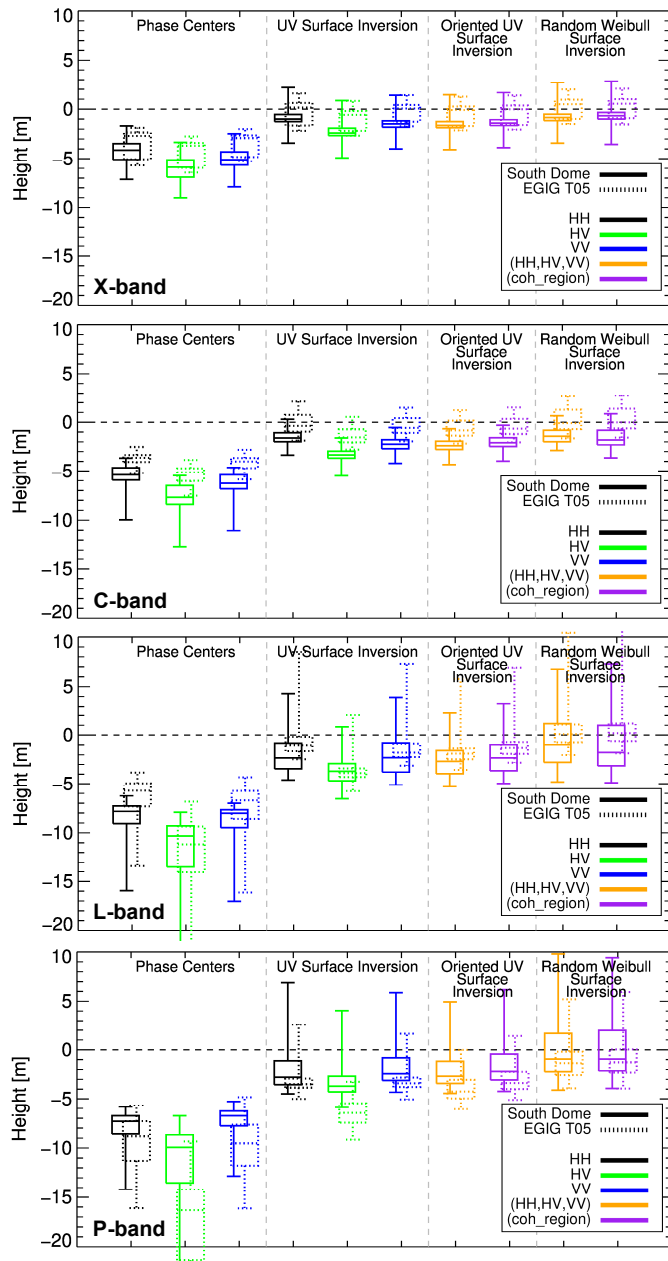 10
Phase Centers
UV Surface Inversion
Oriented UV
Surface
Inversion
Random Weibull
Surface
Inversion
5
0
−5
−10
−15
−20
Height [m]
South Dome
EGIG T05
HH
HV
VV
(HH,HV,VV)
(coh_region)
X-band
10
Phase Centers
UV Surface Inversion
Oriented UV
Surface
Inversion
Random Weibull
Surface
Inversion
5
0
−5
−10
−15
−20
Height [m]
South Dome
EGIG T05
HH
HV
VV
(HH,HV,VV)
(coh_region)
C-band
10
Phase Centers
UV Surface Inversion
Oriented UV
Surface
Inversion
Random Weibull
Surface
Inversion
5
0
−5
−10
−15
−20
Height [m]
South Dome
EGIG T05
HH
HV
VV
(HH,HV,VV)
(coh_region)
L-band
10
Phase Centers
UV Surface Inversion
Oriented UV
Surface
Inversion
Random Weibull
Surface
Inversion
5
0
−5
−10
−15
−20
Height [m]
South Dome
EGIG T05
HH
HV
VV
(HH,HV,VV)
(coh_region)
P-band